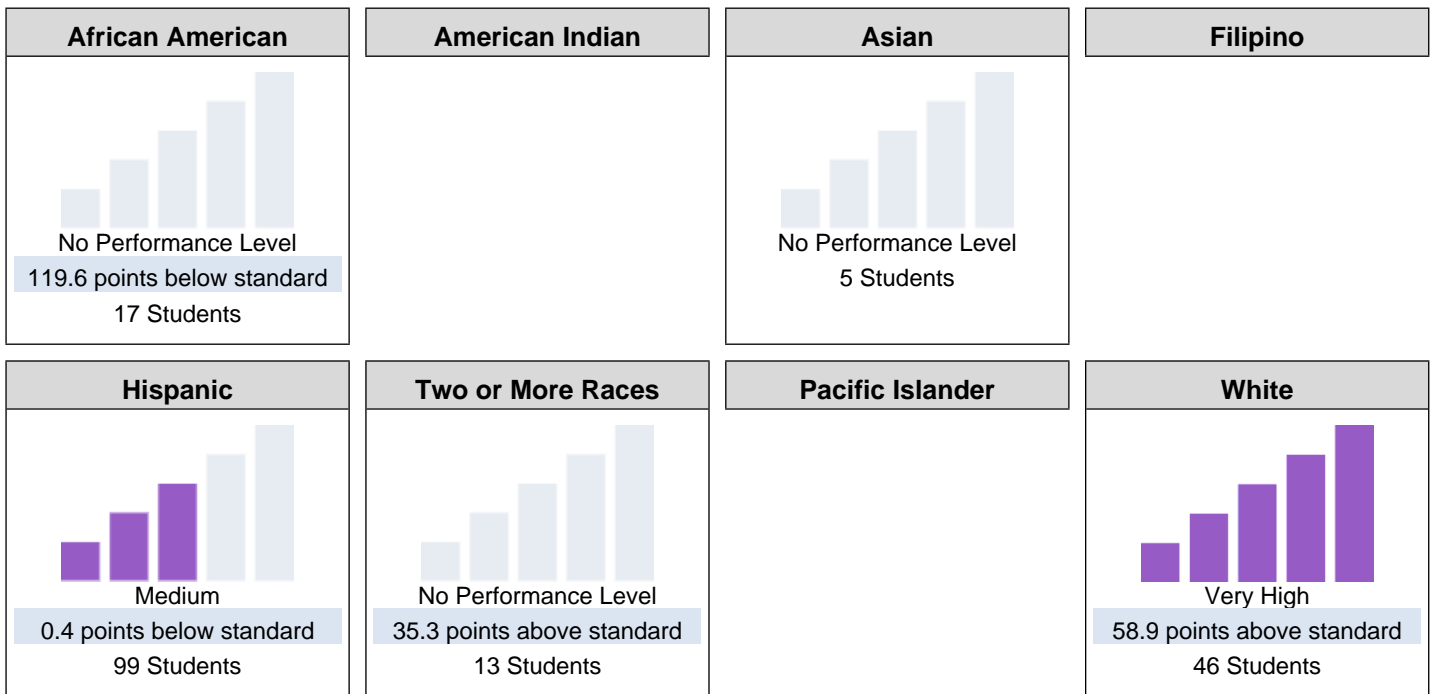 African American
American Indian
Asian
Filipino
No Performance Level
119.6 points below standard
17 Students
No Performance Level
5 Students
Hispanic
Two or More Races
Pacific Islander
White
Medium
0.4 points below standard
99 Students
No Performance Level
35.3 points above standard
13 Students
Very High
58.9 points above standard
46 Students